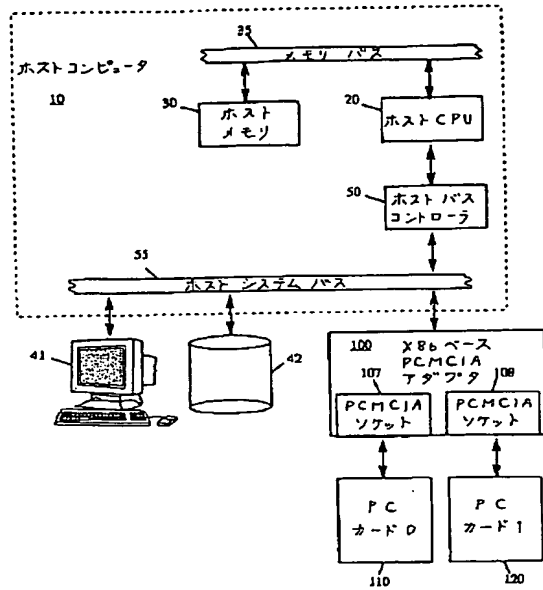 25
メモリ バス
ホストコンピュータ
10
30
ホスト
メモリ
20
ホストCPU
50
ホスト バス
コントローラ
55
ホスト システム バス
41
42
100
X86ベース
PCMCIA
アダプタ
107
108
PCMCIA
ソケット
PCMCIA
ソケット
PC
カード0
PC
カード1
110
120